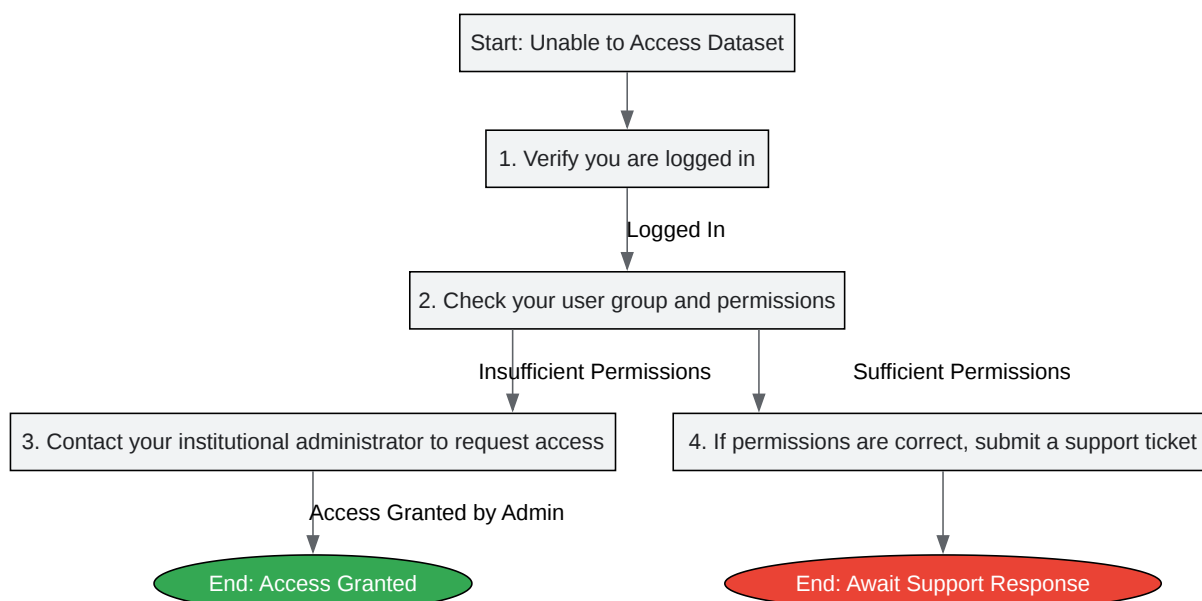 Start: Unable to Access Dataset
1. Verify you are logged in
Logged In
2. Check your user group and permissions
Insufficient Permissions
Sufficient Permissions
3. Contact your institutional administrator to request access
4. If permissions are correct, submit a support ticket
Access Granted by Admin
End: Access Granted
End: Await Support Response